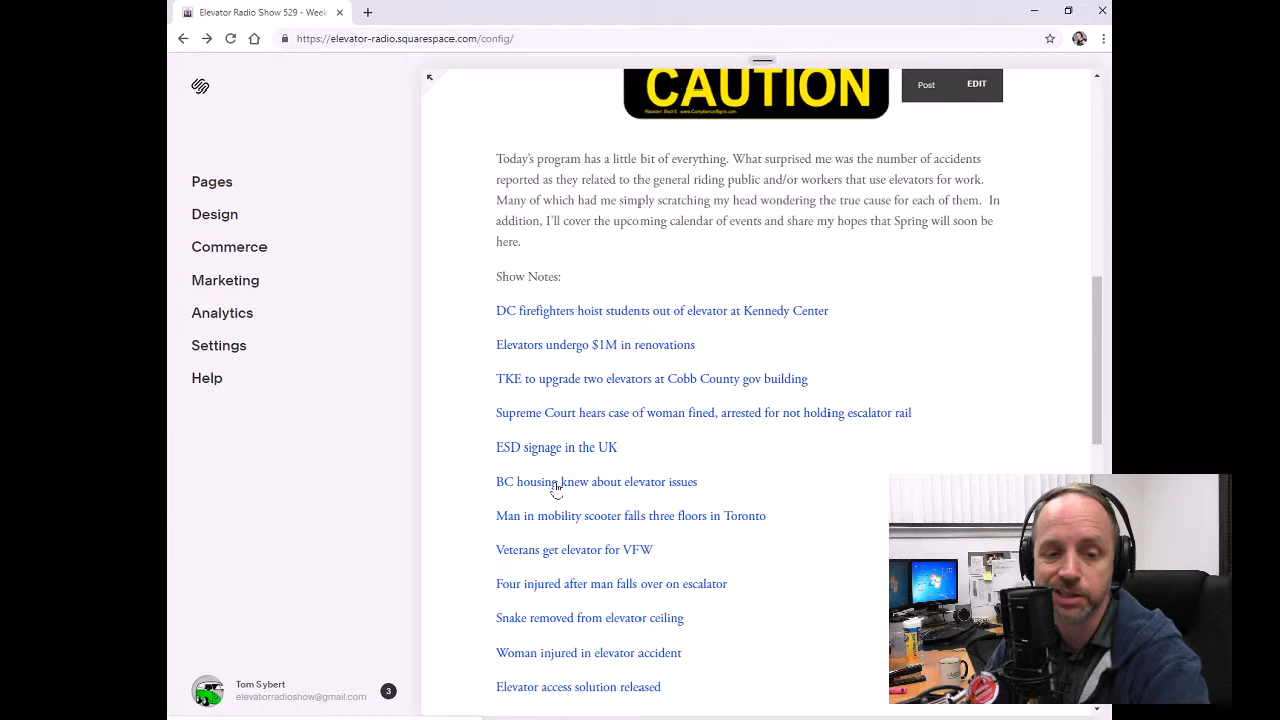 Elevator Radio Show 529 - Week
https://elevator-radio.squarespace.com/config/
Pages
Design
Commerce
Marketing
Analytics
Settings
Help
Tom Sybert
elevatorradioshow@gmail.com
3
CAUTION
Post EDIT
Today's program has a little bit of everything. What surprised me was the number of accidents
reported as they related to the general riding public and/or workers that use elevators for work.
Many of which had me simply scratching my head wondering the true cause for each of them. In
addition, I'll cover the upcoming calendar of events and share my hopes that Spring will soon be
here.
Show Notes:
DC firefighters hoist students out of elevator at Kennedy Center
Elevators undergo $1M in renovations
TKE to upgrade two elevators at Cobb County gov building
Supreme Court hears case of woman fined, arrested for not holding escalator rail
ESD signage in the UK
BC housing knew about elevator issues
Man in mobility scooter falls three floors in Toronto
Veterans get elevator for VFW
Four injured after man falls over on escalator
Snake removed from elevator ceiling
Woman injured in elevator accident
Elevator access solution released